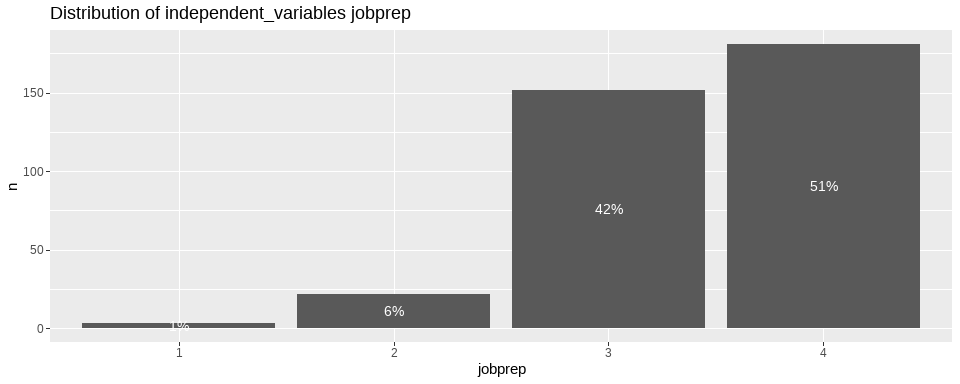 Distribution of independent_variables jobprep
150
100
50
0
n
1%
6%
42%
51%
1 2 3 4
jobprep